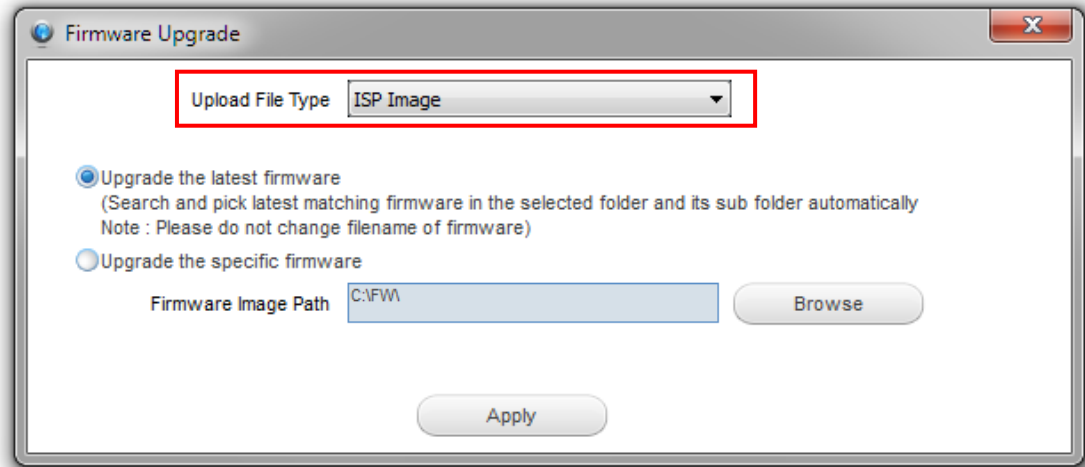 Firmware Upgrade
Upload File Type ISP Image
Upgrade the latest firmware
(Search and pick latest matching firmware in the selected folder and its sub folder automatically
Note : Please do not change filename of firmware)
Upgrade the specific firmware
Firmware Image Path C:\FW\ Browse
Apply